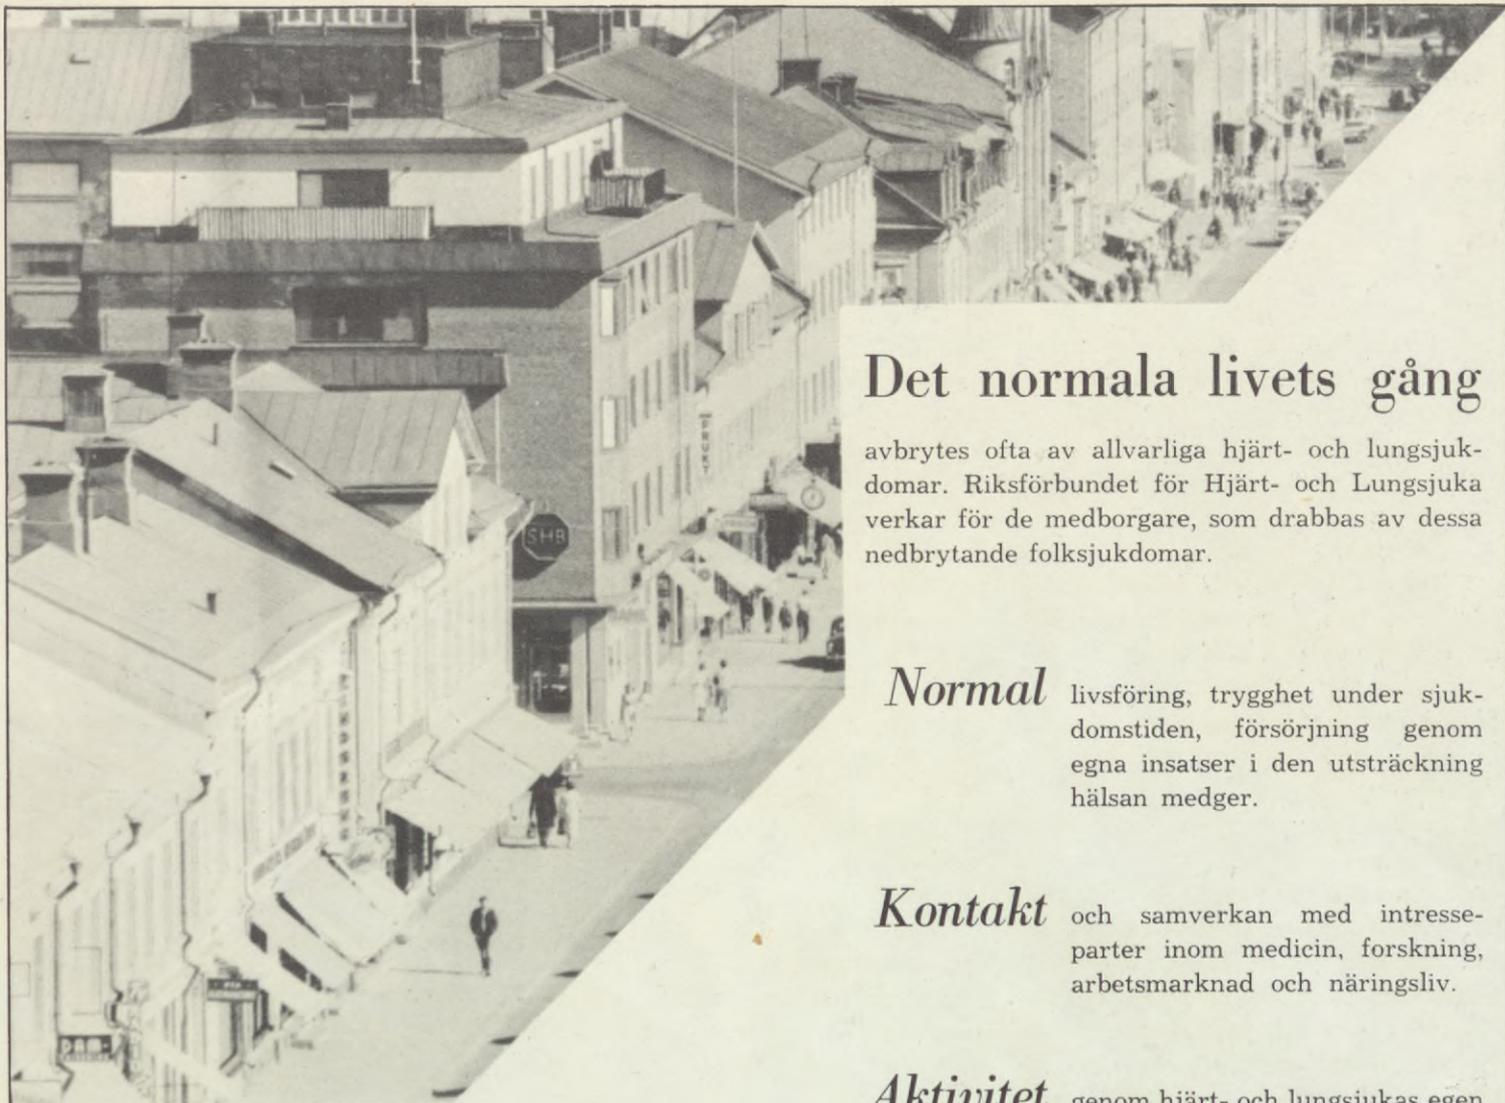 FRUKT
SHB
Det normala livets gång
avbrytes ofta av allvarliga hjärt- och lungsjuk-
domar. Riksförbundet för Hjärt- och Lungsjuka
verkar för de medborgare, som drabbas av dessa
nedbrytande folksjukdomar.
Normal livsföring, trygghet under sjuk-
domstiden, försörjning genom
egna insatser i den utsträckning
hälsan medger.
Kontakt och samverkan med intresse-
parter inom medicin, forskning,
arbetsmarknad och näringsliv.
Aktivitet genom hjärt- och lungsjukas egen